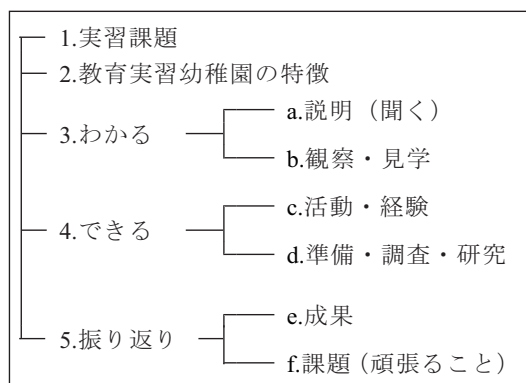 1.実習課題
2.教育実習幼稚園の特徴
3.わかる
a.説明（聞く）
b.観察・見学
4.できる
c.活動・経験
d.準備・調査・研究
5.振り返り
e.成果
f.課題（頑張ること）